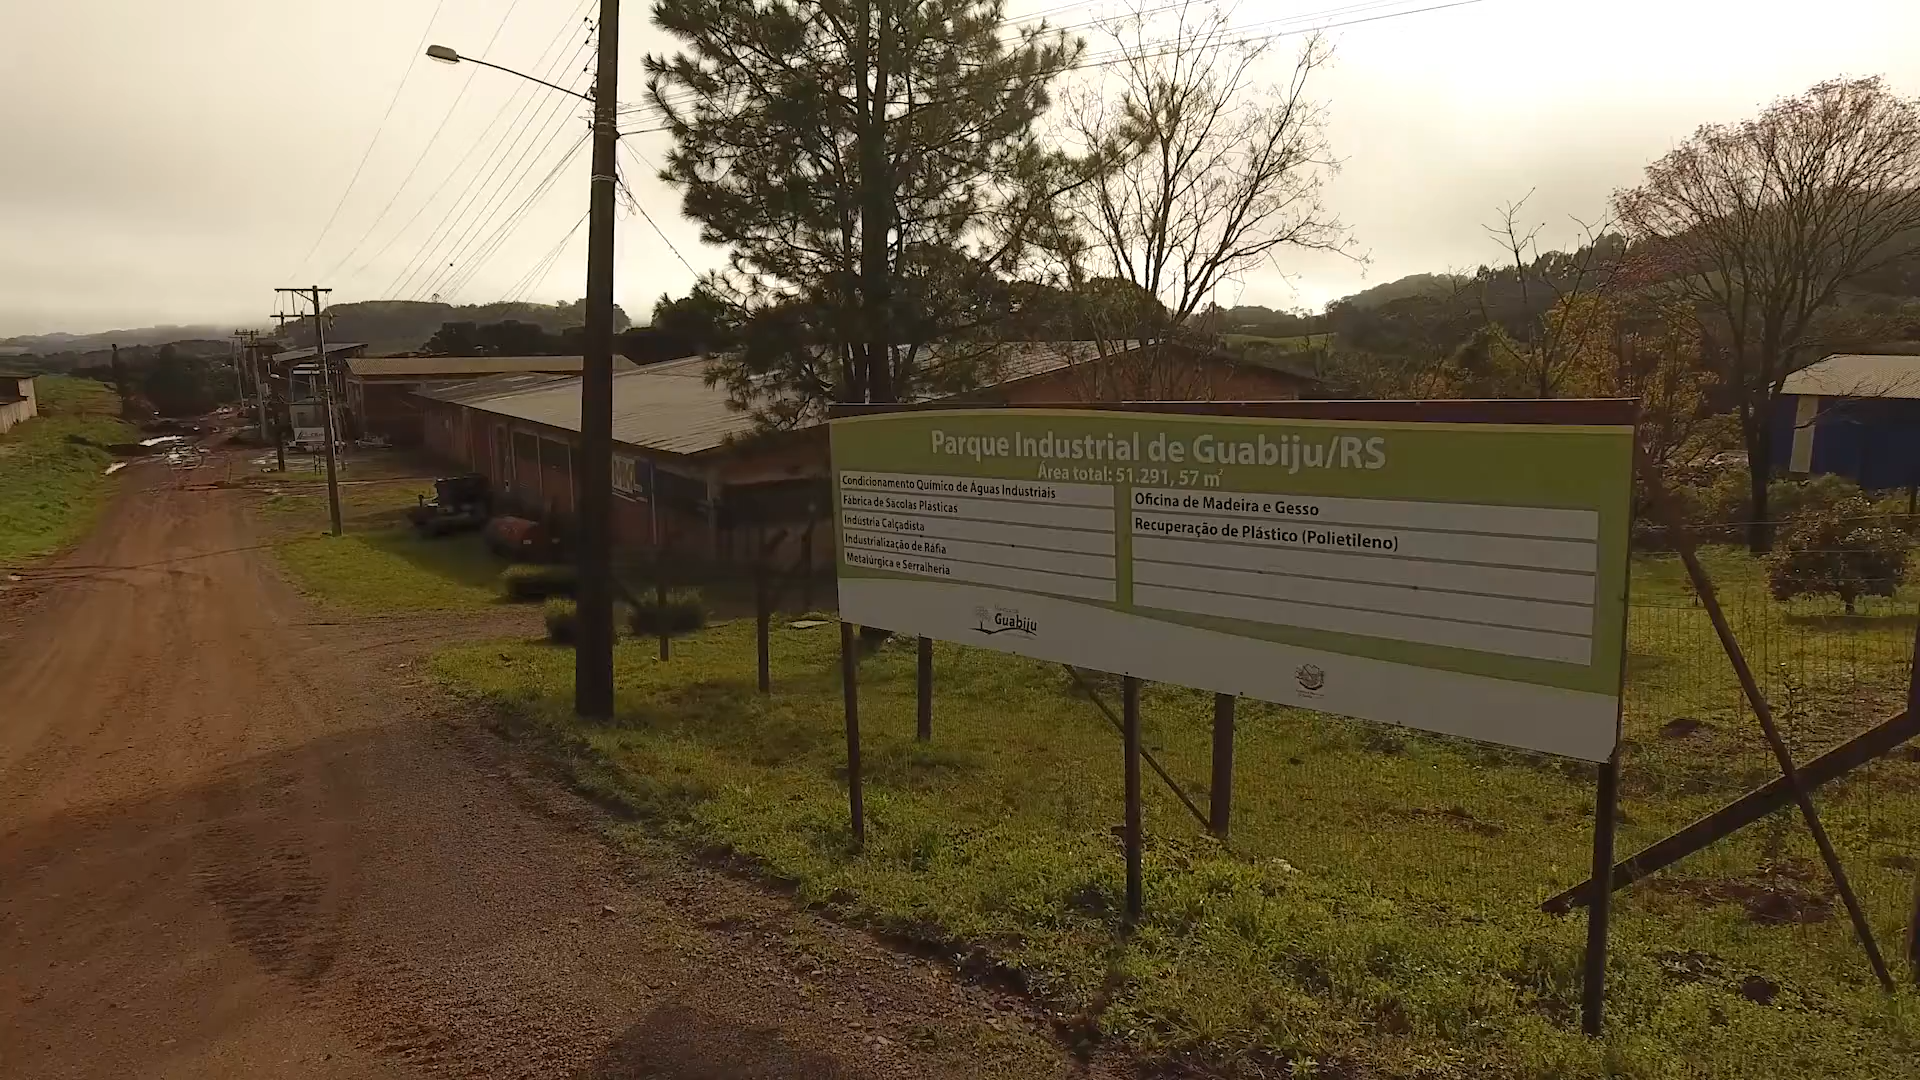 Parque Industrial de Guabiju/RS
Área total: 51.291, 57 m²
Condicionamento Químico de Águas Industriais
Fábrica de Sacolas Plásticas
Industria Calçadista
Industrialização de Ráfia
Metalúrgica e Serralheria
Oficina de Madeira e Gesso
Recuperação de Plástico (Polietileno)
Guabiju